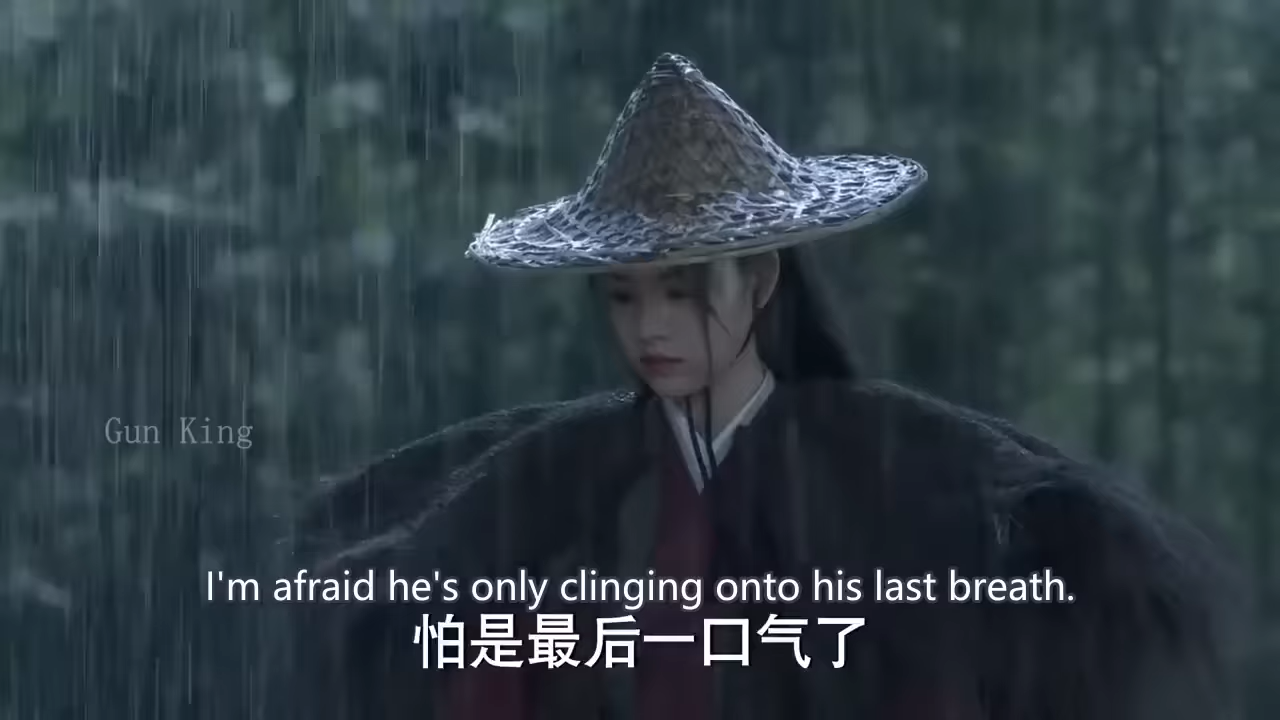 Gun King
I'm afraid he's only clinging onto his last breath.
怕是最后一口气了